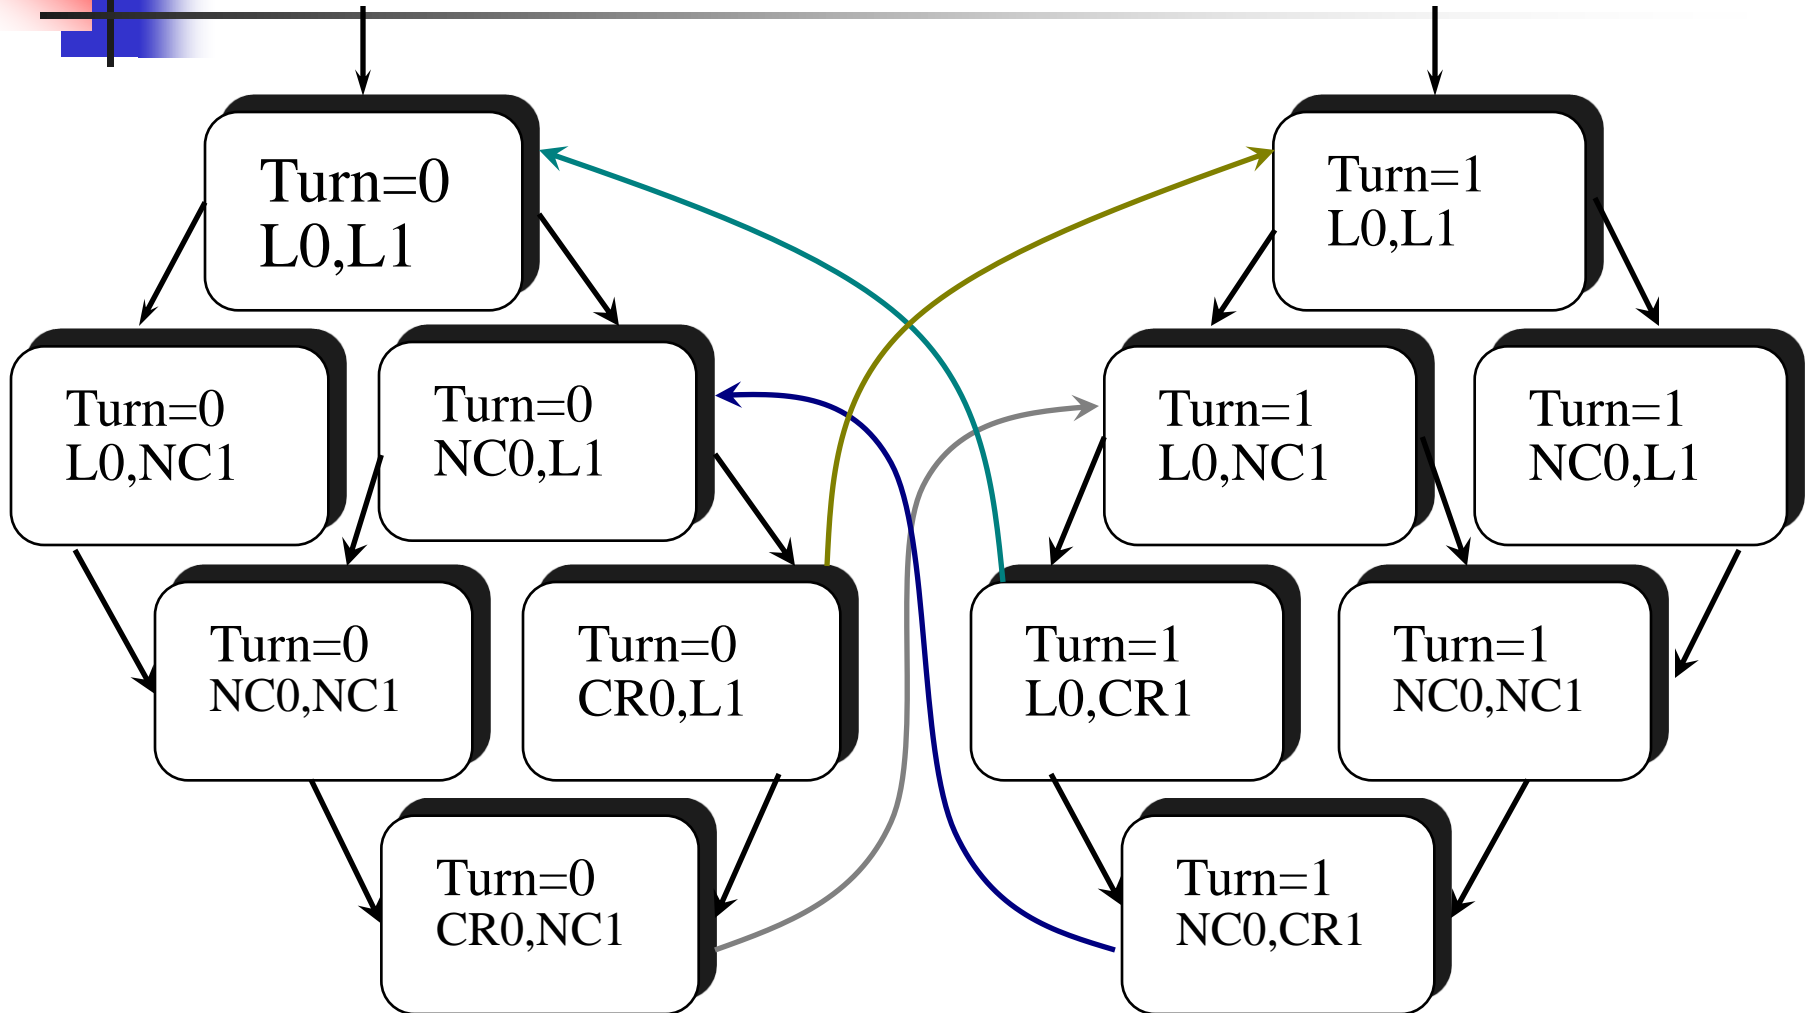 Turn=0
L0,L1
Turn=1
L0,L1
Turn=0
L0,NC1
Turn=0
NC0,L1
Turn=1
L0,NC1
Turn=1
NC0,L1
Turn=0
NC0,NC1
Turn=0
CR0,L1
Turn=1
L0,CR1
Turn=1
NC0,NC1
Turn=0
CR0,NC1
Turn=1
NC0,CR1